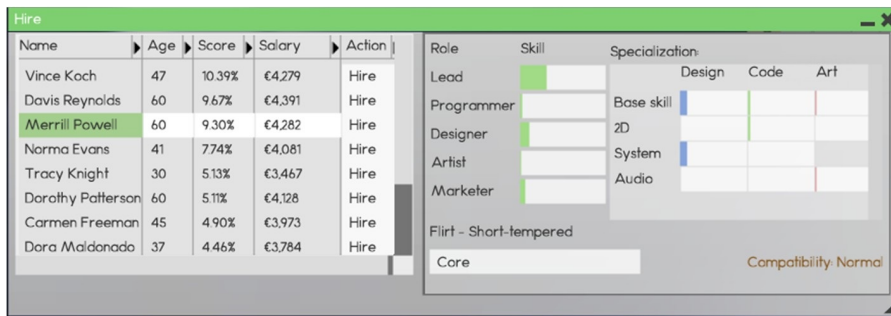 Hire
Name Age Score Salary Action
Vince Koch 47 10.39% €4,279 Hire
Davis Reynolds 60 9.67% €4,391 Hire
Merrill Powell 60 9.30% €4,282 Hire
Norma Evans 41 7.74% €4,081 Hire
Tracy Knight 30 5.13% €3,467 Hire
Dorothy Patterson 60 5.11% €4,128 Hire
Carmen Freeman 45 4.90% €3,973 Hire
Dora Maldonado 37 4.46% €3,784 Hire
Role Skill
Lead
Programmer
Designer
Artist
Marketer
Specialization:
Design Code Art
Base skill
2D
System
Audio
Flirt - Short-tempered
Core
Compatibility: Normal